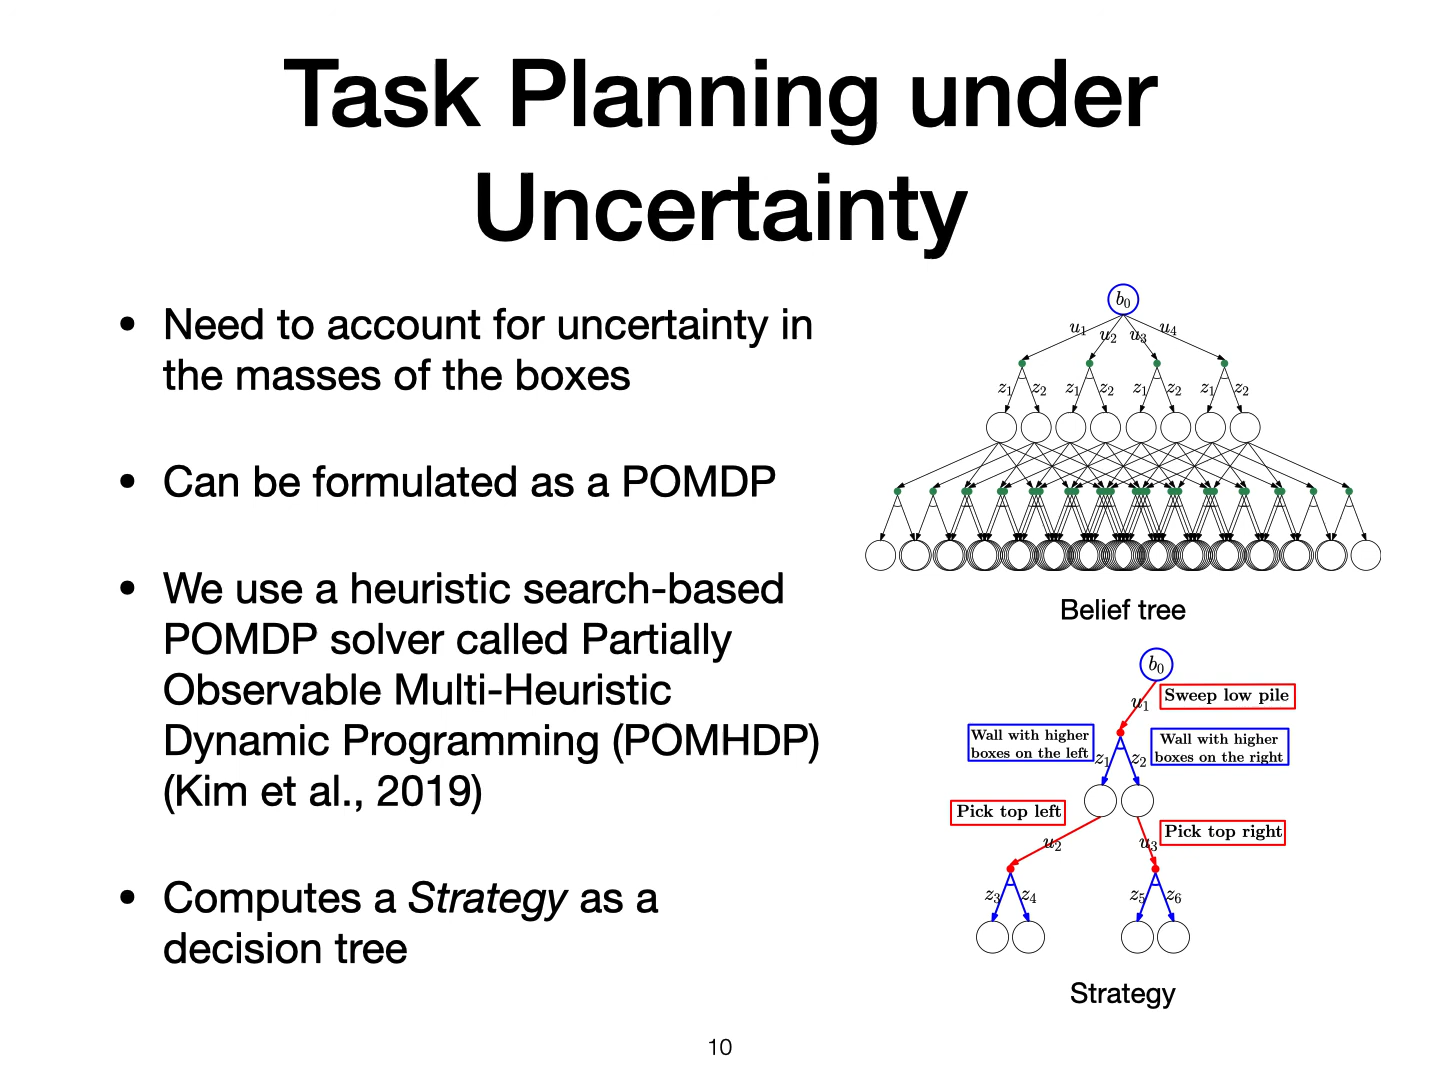 Task Planning under
Uncertainty
• Need to account for uncertainty in
the masses of the boxes
• Can be formulated as a POMDP
• We use a heuristic search-based
POMDP solver called Partially
Observable Multi-Heuristic
Dynamic Programming (POMHDP)
(Kim et al., 2019)
• Computes a Strategy as a
decision tree
b0
u1 u2 u3 u4
z1 z2 z1 z2 z1 z2 z1 z2
Belief tree
b0
u1 Sweep low pile
Wall with higher
boxes on the left
z1 z2
Wall with higher
boxes on the right
Pick top left
u2
Pick top right
u3
z3 z4 z5 z6
Strategy
10